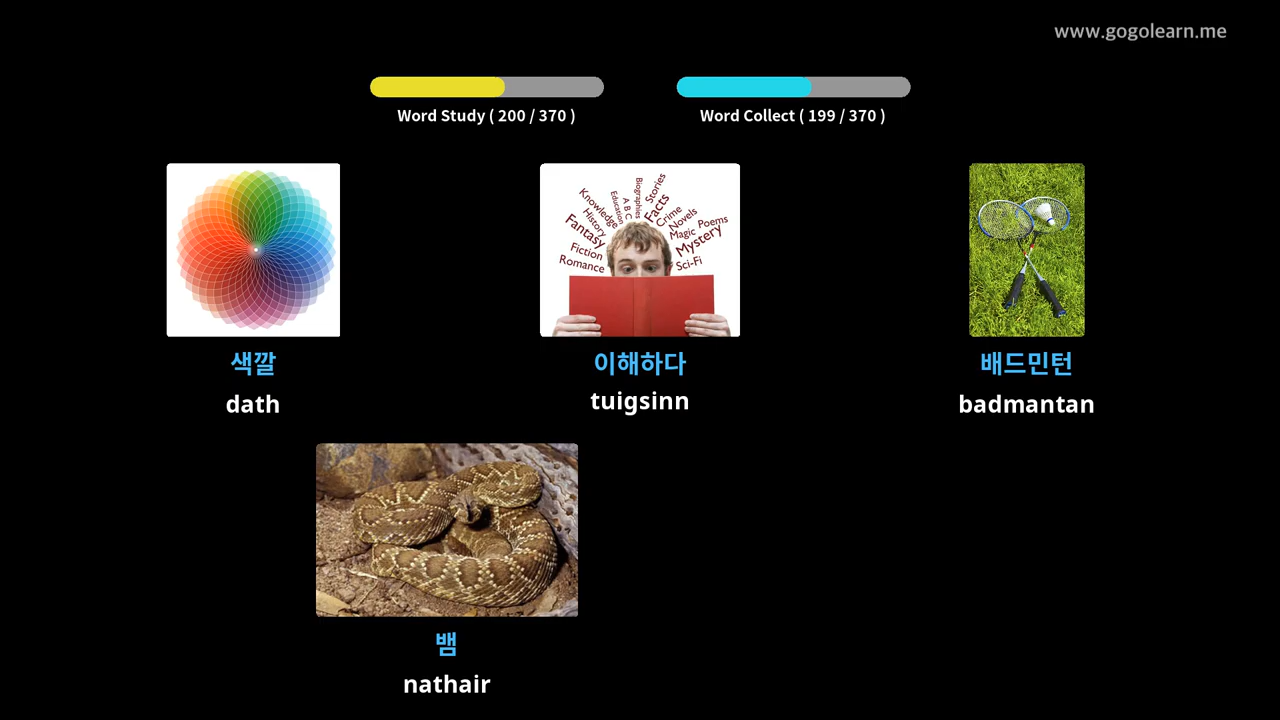 www.gogolearn.me
Word Study ( 200 / 370 )
Word Collect ( 199 / 370 )
Knowledge
Education
A B C
Biographies
Stories
Facts
History
Crime
Novels
Poems
Fantasy
Magic
Mystery
Fiction
Romance
Sci-Fi
색깔
dath
이해하다
tuigsinn
배드민턴
badmantan
뱀
nathair